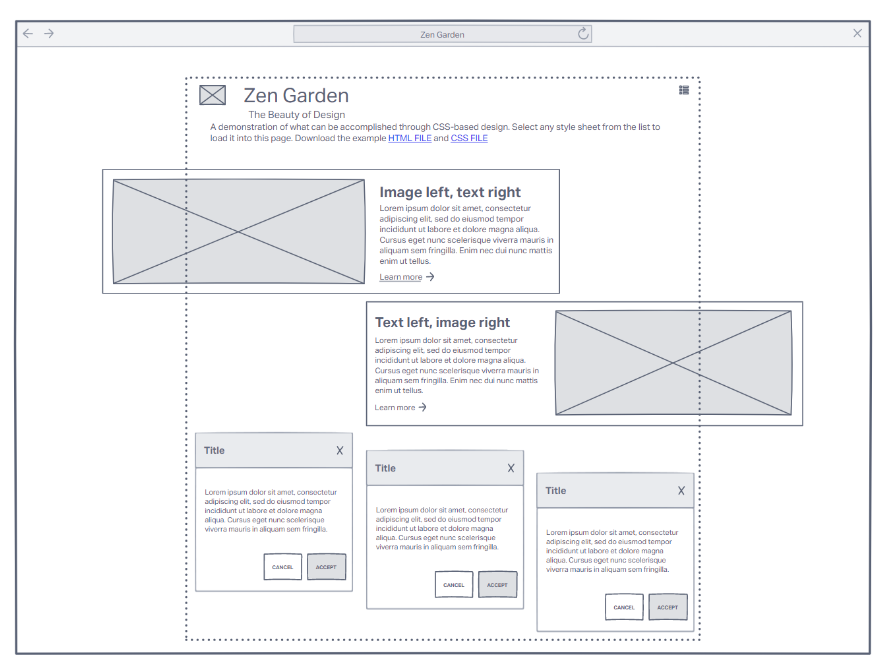 Zen Garden
Zen Garden
The Beauty of Design
A demonstration of what can be accomplished through CSS-based design. Select any style sheet from the list to
load it into this page. Download the example HTML FILE and CSS FILE
Image left, text right
Lorem ipsum dolor sit amet, consectetur
adipiscing elit, sed do eiusmod tempor
incididunt ut labore et dolore magna aliqua.
Cursus eget nunc scelerisque viverra mauris in
aliquam sem fringilla. Enim nec dui nunc mattis
enim ut tellus.
Learn more
Text left, image right
Lorem ipsum dolor sit amet, consectetur
adipiscing elit, sed do eiusmod tempor
incididunt ut labore et dolore magna aliqua.
Cursus eget nunc scelerisque viverra mauris in
aliquam sem fringilla. Enim nec dui nunc mattis
enim ut tellus.
Learn more
Title X
Lorem ipsum dolor sit amet, consectetur
adipiscing elit, sed do eiusmod tempor
incididunt ut labore et dolore magna
aliqua. Cursus eget nunc scelerisque
viverra mauris in aliquam sem fringilla.
CANCEL ACCEPT
Title X
Lorem ipsum dolor sit amet, consectetur
adipiscing elit, sed do eiusmod tempor
incididunt ut labore et dolore magna
aliqua. Cursus eget nunc scelerisque
viverra mauris in aliquam sem fringilla.
CANCEL ACCEPT
Title X
Lorem ipsum dolor sit amet, consectetur
adipiscing elit, sed do eiusmod tempor
incididunt ut labore et dolore magna
aliqua. Cursus eget nunc scelerisque
viverra mauris in aliquam sem fringilla.
CANCEL ACCEPT